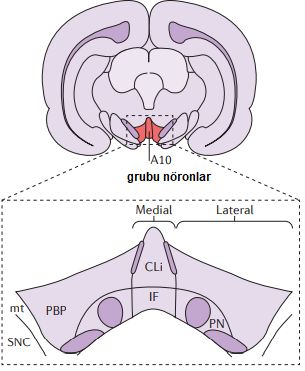 A10
grubu nöronlar
Medial
Lateral
CLi
IF
mt
PBP
PN
SNC